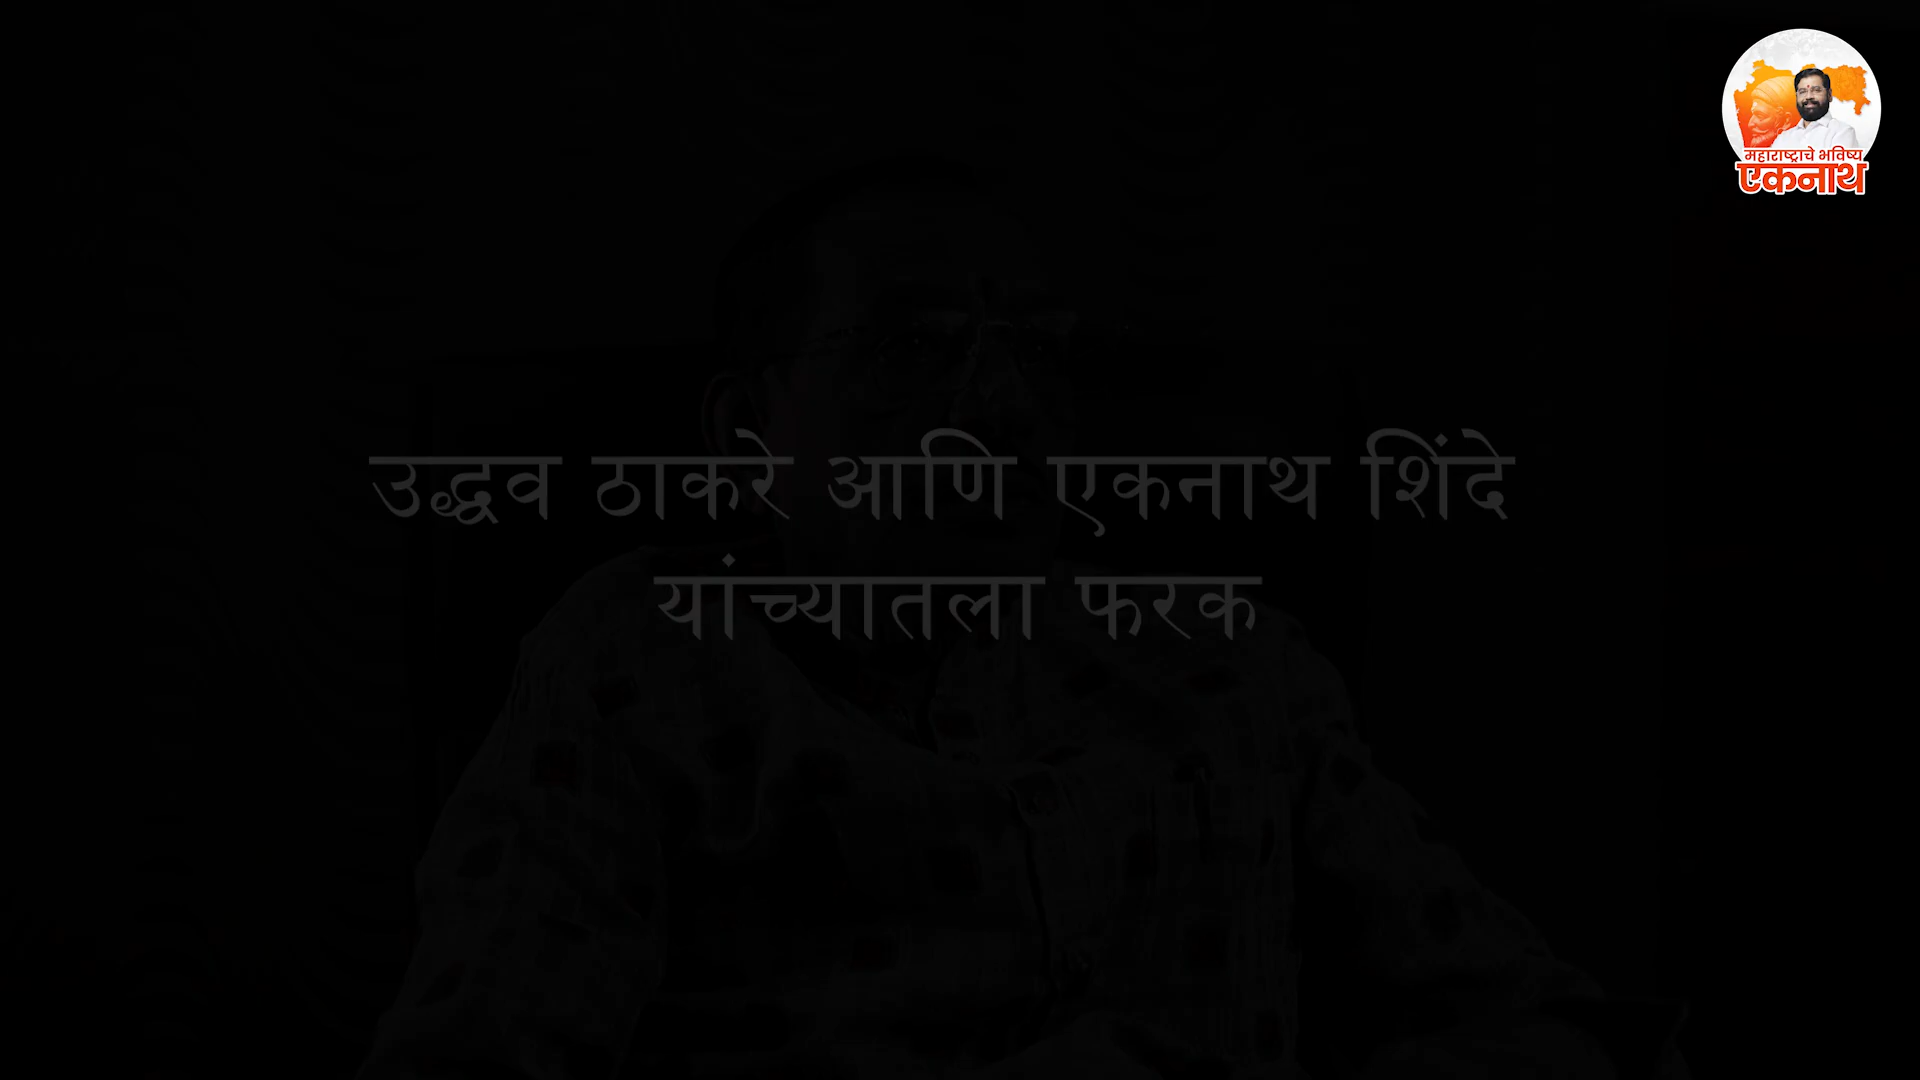 महाराष्ट्राचे भविष्य
एकनाथ
उद्धव ठाकरे आणि एकनाथ शिंदे
यांच्यातला फरक